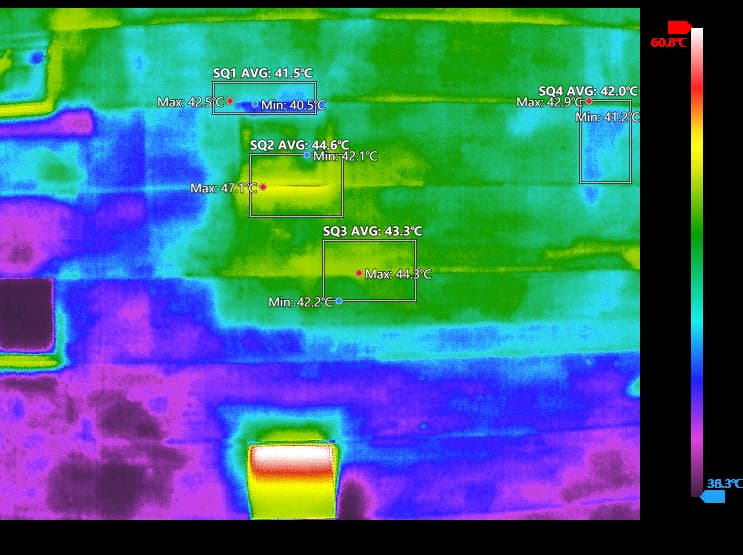 60.8℃
SQ1 AVG: 41.5℃
Max: 42.5℃
Min: 40.5℃
SQ4 AVG: 42.0℃
Max: 42.9℃
Min: 41.2℃
SQ2 AVG: 44.6℃
Min: 42.1℃
Max: 47.1℃
SQ3 AVG: 43.3℃
Max: 44.3℃
Min: 42.2℃
38.3℃